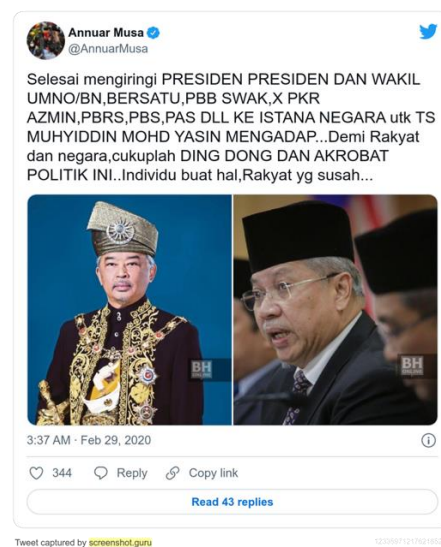 Annuar Musa
@AnnuarMusa
Selesai mengiringi PRESIDEN PRESIDEN DAN WAKIL
UMNO/BN,BERSATU,PBB SWAK,X PKR
AZMIN,PBRS,PBS,PAS DLL KE ISTANA NEGARA utk TS
MUHYIDDIN MOHD YASIN MENGADAP...Demi Rakyat
dan negara,cukuplah DING DONG DAN AKROBAT
POLITIK INI..Individu buat hal,Rakyat yg susah...
BH
BH
3:37 AM · Feb 29, 2020
344 Reply Copy link
Read 43 replies
Tweet captured by screenshot.guru